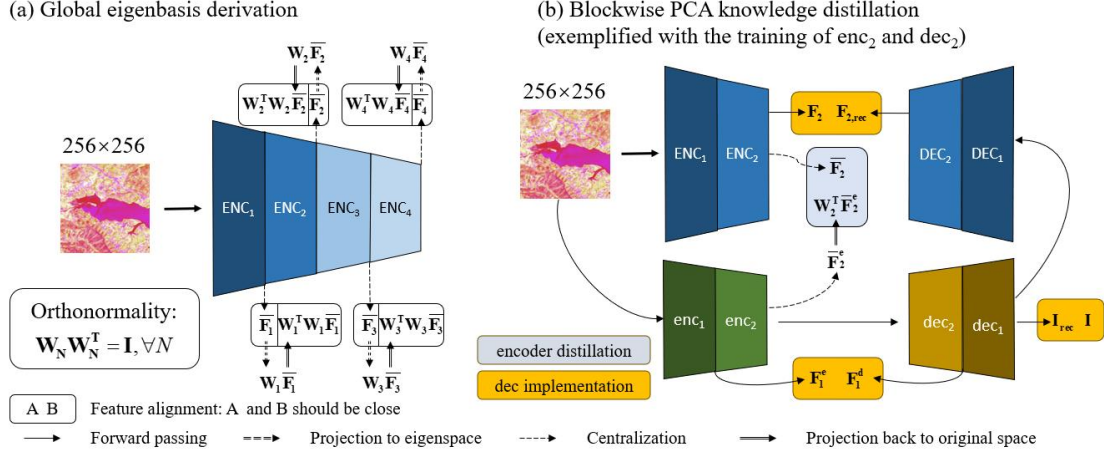 (a) Global eigenbasis derivation
W₂F̅₂ W₄F̅₄
W₂ᵀW₂F̅₂ F̅₂ W₄ᵀW₄F̅₄ F̅₄
256×256
ENC₁ ENC₂ ENC₃ ENC₄
F̅₁ W₁ᵀW₁F̅₁ F̅₃ W₃ᵀW₃F̅₃
W₁F̅₁ W₃F̅₃
Orthonormality:
W_N W_Nᵀ = I, ∀N
(b) Blockwise PCA knowledge distillation
(exemplified with the training of enc₂ and dec₂)
256×256
F₂ F₂,rec
ENC₁ ENC₂ DEC₂ DEC₁
F̅₂
W₂ᵀF̅₂ᵉ
F̅₂ᵉ
enc₁ enc₂ dec₂ dec₁
I_rec I
encoder distillation
dec implementation
F₁ᵉ F₁ᵈ
A B Feature alignment: A and B should be close
Forward passing Projection to eigenspace Centralization Projection back to original space